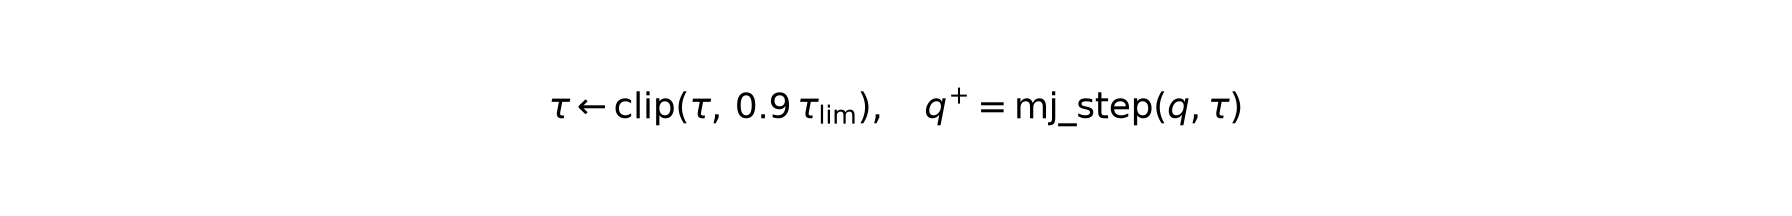 τ ← clip(τ, 0.9 τ_lim), q⁺ = mj_step(q, τ)